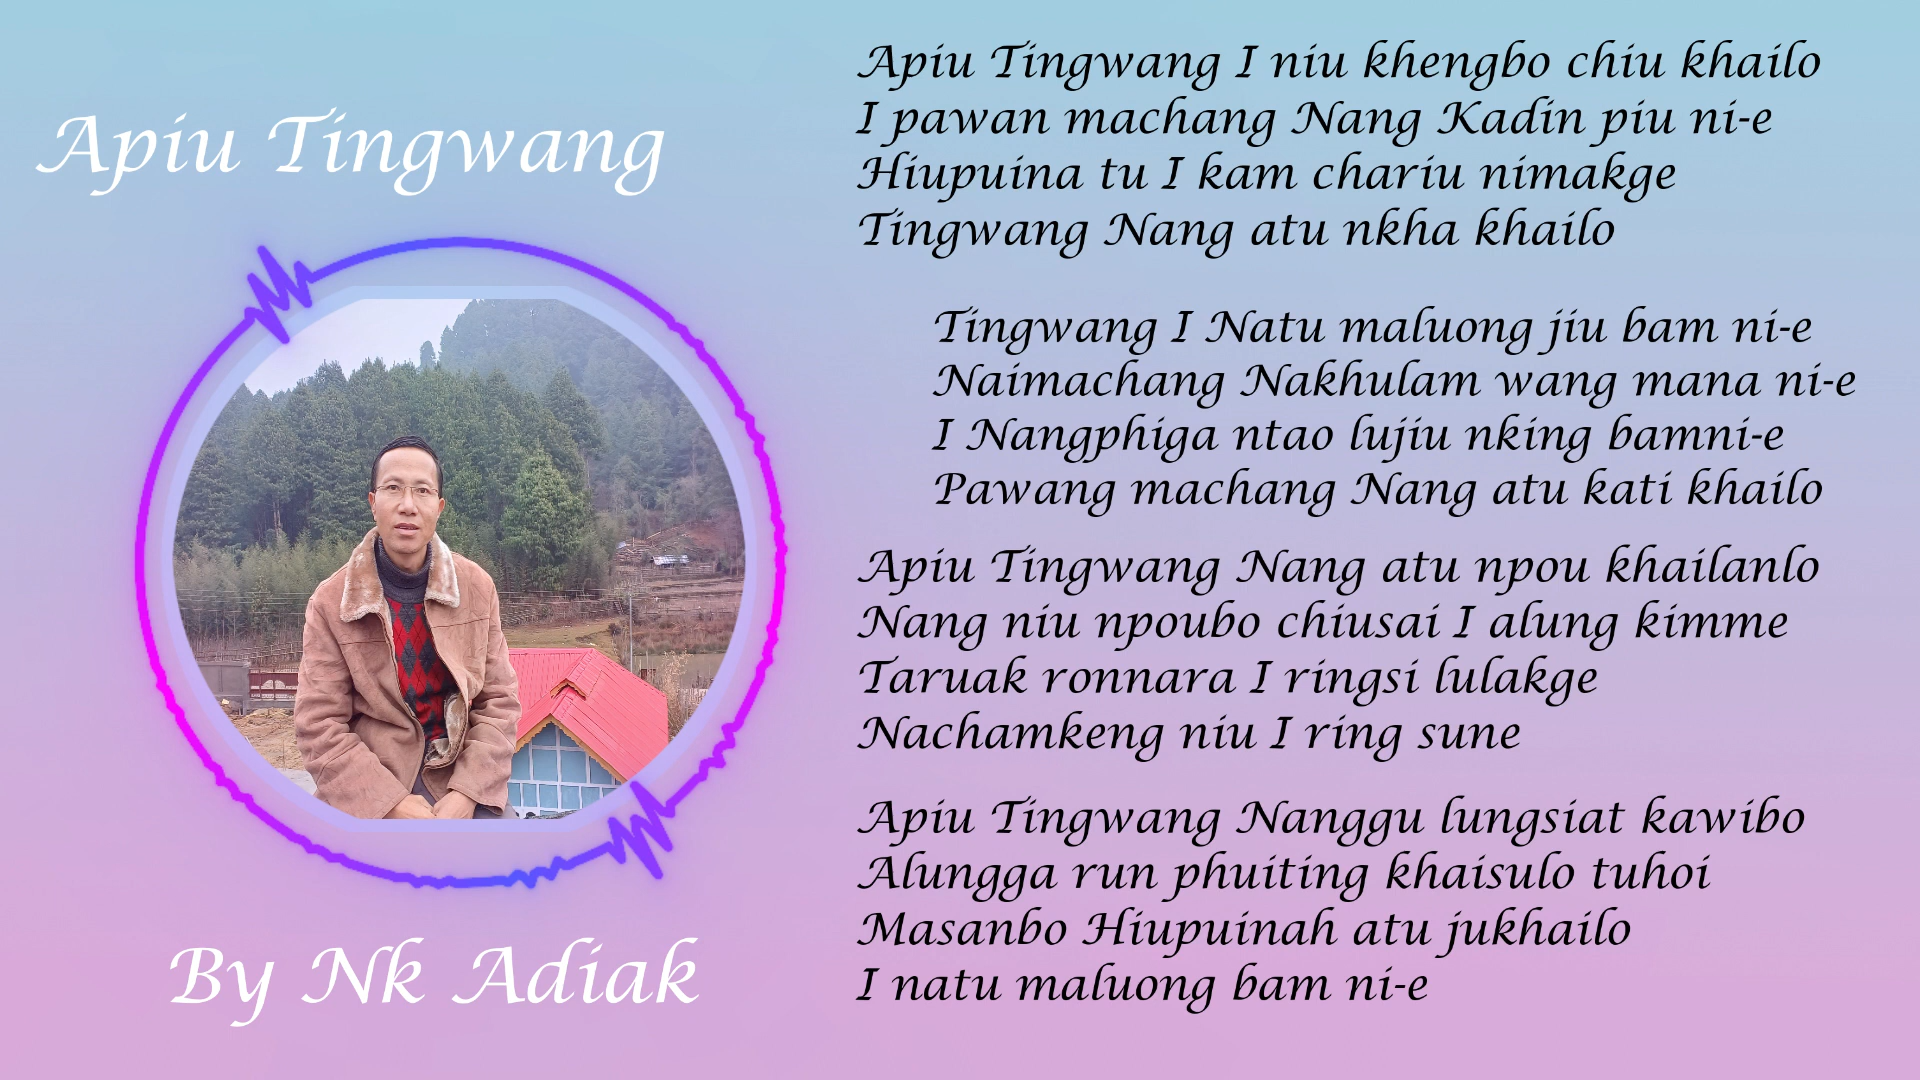 Apiu Tingwang
By Nk Adiak
Apiu Tingwang I niu khengbo chiu khailo
I pawan machang Nang Kadin piu ni-e
Hiupuina tu I kam chariu nimakge
Tingwang Nang atu nkha khailo
Tingwang I Natu maluong jiu bam ni-e
Naimachang Nakhulam wang mana ni-e
I Nangphiga ntao lujiu nking bamni-e
Pawang machang Nang atu kati khailo
Apiu Tingwang Nang atu npou khailanlo
Nang niu npoubo chiusai I alung kimme
Taruak ronnara I ringsi lulakge
Nachamkeng niu I ring sune
Apiu Tingwang Nanggu lungsiat kawibo
Alungga run phuiting khaisulo tuhoi
Masanbo Hiupuinah atu jukhailo
I natu maluong bam ni-e